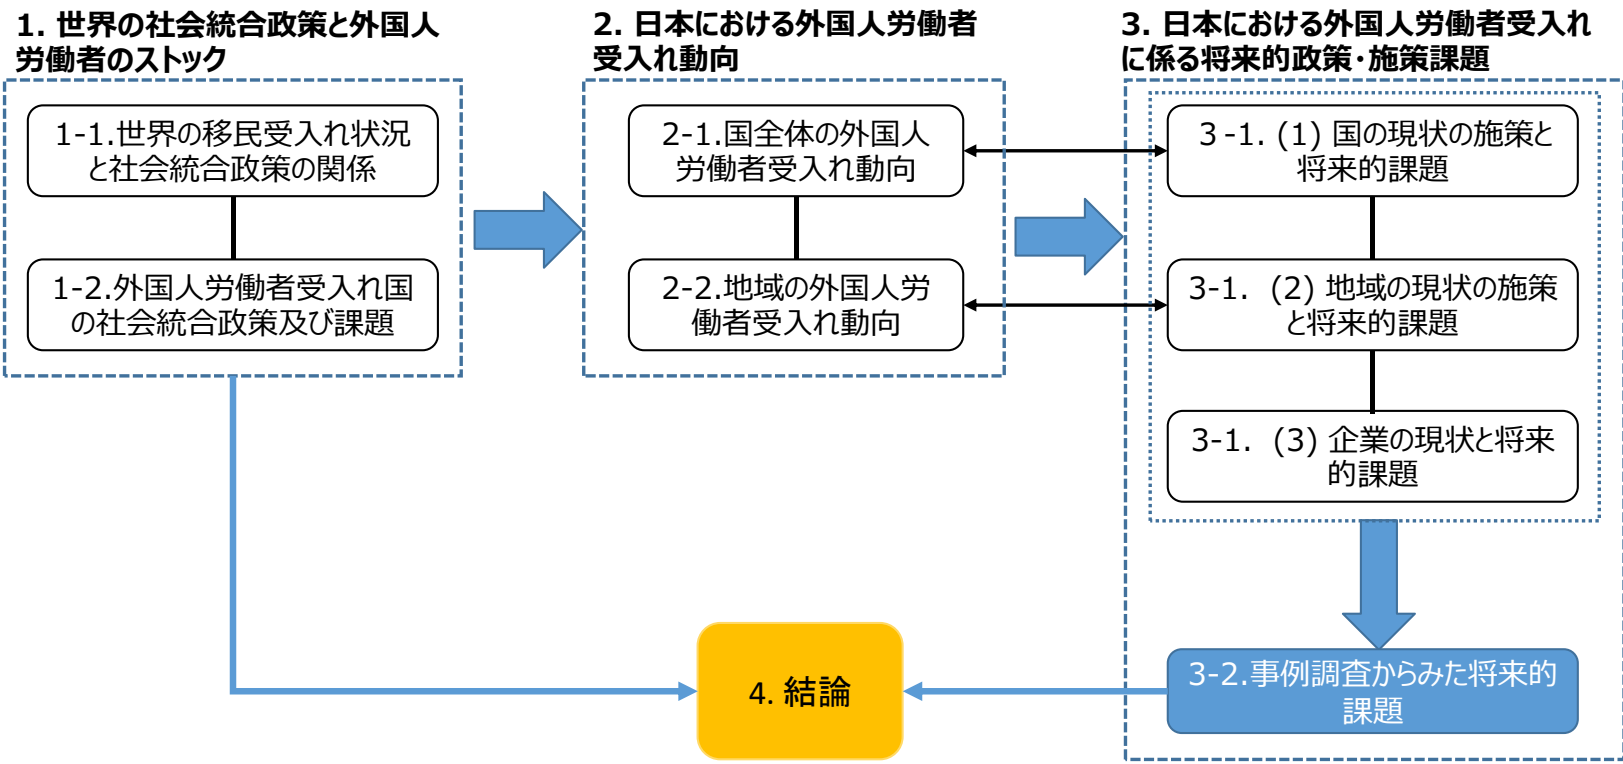 1. 世界の社会統合政策と外国人
労働者のストック
1-1.世界の移民受入れ状況
と社会統合政策の関係
1-2.外国人労働者受入れ国
の社会統合政策及び課題
2. 日本における外国人労働者
受入れ動向
2-1.国全体の外国人
労働者受入れ動向
2-2.地域の外国人労
働者受入れ動向
3. 日本における外国人労働者受入れ
に係る将来的政策・施策課題
３-1. (1) 国の現状の施策と
将来的課題
3-1. (2) 地域の現状の施策
と将来的課題
3-1. (3) 企業の現状と将来
的課題
3-2.事例調査からみた将来的
課題
4. 結論